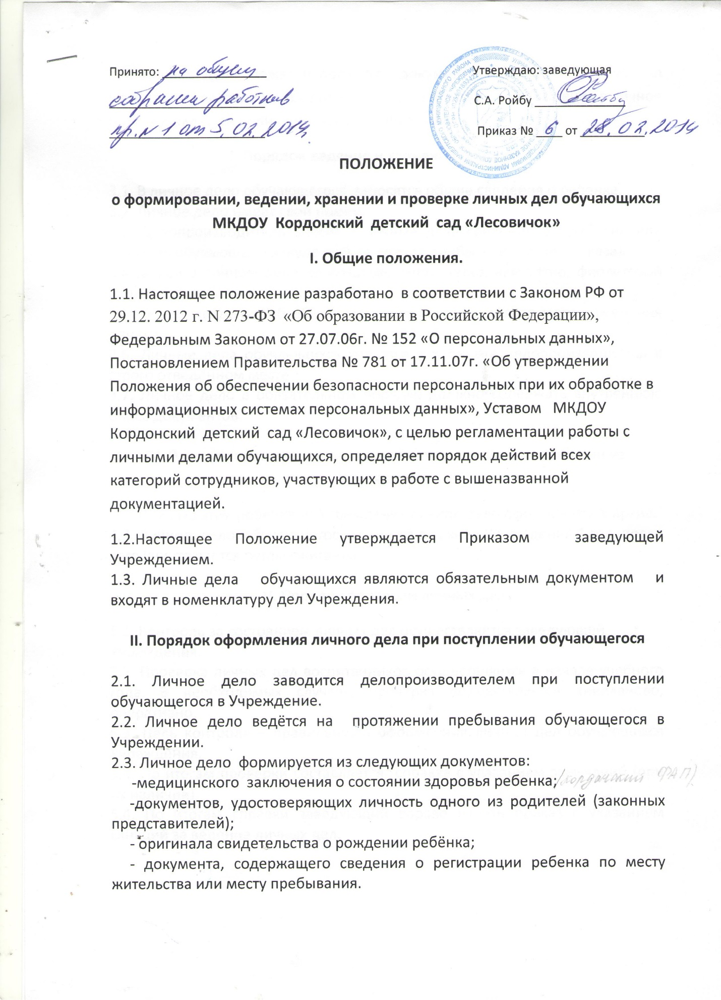 Принято: на общем
собрании работников
пр. N 1 от 5.02.2014
Утверждаю: заведующая
С.А. Ройбу
Приказ № 6 от 28.02.2014
ПОЛОЖЕНИЕ
о формировании, ведении, хранении и проверке личных дел обучающихся
МКДОУ Кордонский детский сад «Лесовичок»
I. Общие положения.
1.1. Настоящее положение разработано в соответствии с Законом РФ от
29.12. 2012 г. N 273-ФЗ «Об образовании в Российской Федерации»,
Федеральным Законом от 27.07.06г. № 152 «О персональных данных»,
Постановлением Правительства № 781 от 17.11.07г. «Об утверждении
Положения об обеспечении безопасности персональных при их обработке в
информационных системах персональных данных», Уставом МКДОУ
Кордонский детский сад «Лесовичок», с целью регламентации работы с
личными делами обучающихся, определяет порядок действий всех
категорий сотрудников, участвующих в работе с вышеназванной
документацией.
1.2.Настоящее Положение утверждается Приказом заведующей
Учреждением.
1.3. Личные дела обучающихся являются обязательным документом и
входят в номенклатуру дел Учреждения.
II. Порядок оформления личного дела при поступлении обучающегося
2.1. Личное дело заводится делопроизводителем при поступлении
обучающегося в Учреждение.
2.2. Личное дело ведётся на протяжении пребывания обучающегося в
Учреждении.
2.3. Личное дело формируется из следующих документов:
-медицинского заключения о состоянии здоровья ребенка; (кордонский ФАП)
-документов, удостоверяющих личность одного из родителей (законных
представителей);
- оригинала свидетельства о рождении ребёнка;
- документа, содержащего сведения о регистрации ребенка по месту
жительства или месту пребывания.